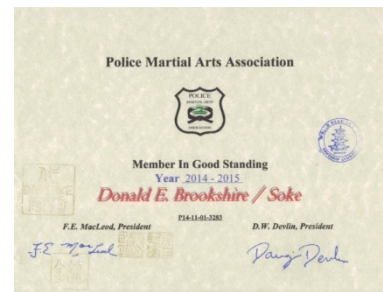 Police Martial Arts Association
POLICE
MARTIAL ARTS
ASSOCIATION
Member In Good Standing
Year 2014 - 2015
Donald E. Brookshire / Soke
P14-11-01-3283
F.E. MacLeod, President
D.W. Devlin, President